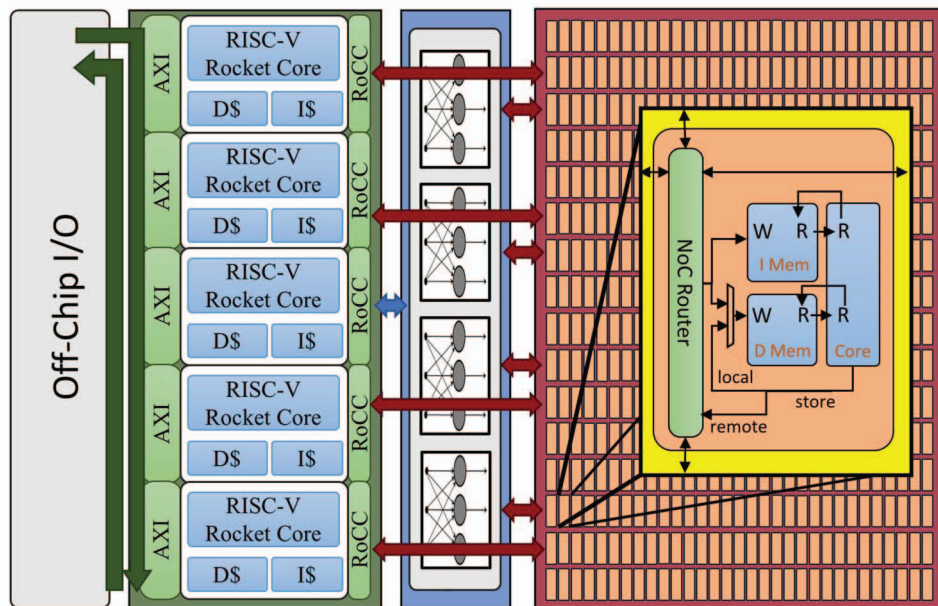 Off-Chip I/O
AXI
RISC-V
Rocket Core
D$ I$
RoCC
AXI
RISC-V
Rocket Core
D$ I$
RoCC
AXI
RISC-V
Rocket Core
D$ I$
RoCC
AXI
RISC-V
Rocket Core
D$ I$
RoCC
AXI
RISC-V
Rocket Core
D$ I$
RoCC
NoC Router
W R R
I Mem
W R R
D Mem Core
local
store
remote